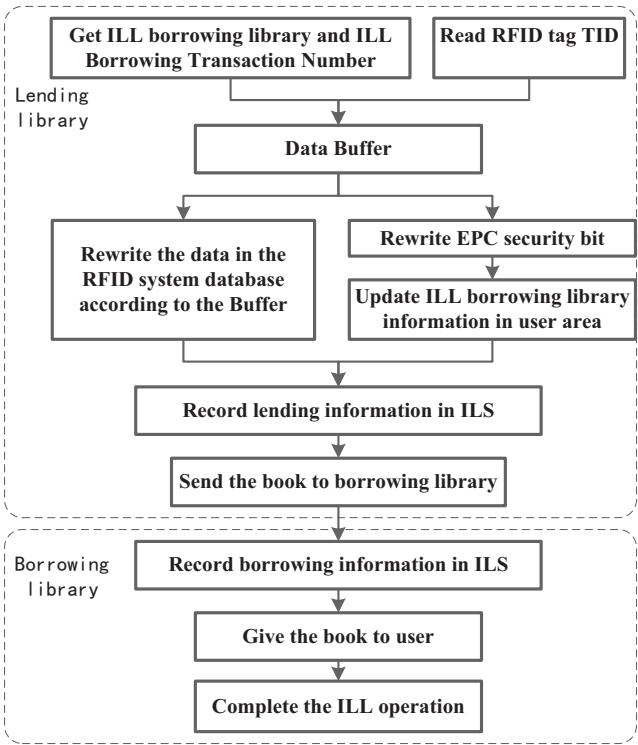 Get ILL borrowing library and ILL
Borrowing Transaction Number
Read RFID tag TID
Lending
library
Data Buffer
Rewrite the data in the
RFID system database
according to the Buffer
Rewrite EPC security bit
Update ILL borrowing library
information in user area
Record lending information in ILS
Send the book to borrowing library
Borrowing
library
Record borrowing information in ILS
Give the book to user
Complete the ILL operation